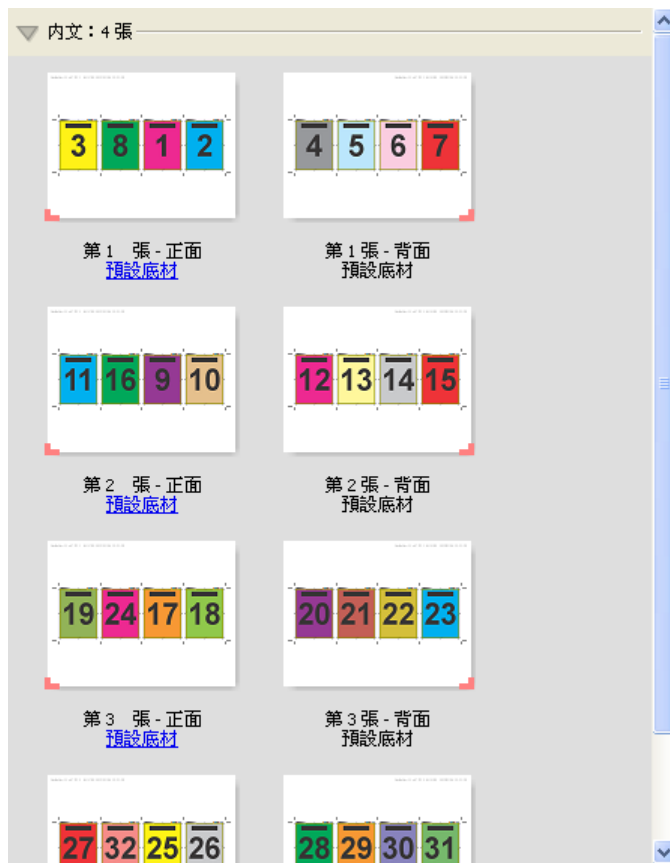 内文：4 張
3 8 1 2
4 5 6 7
第 1 張 - 正面
預設底材
第 1 張 - 背面
預設底材
11 16 9 10
12 13 14 15
第 2 張 - 正面
預設底材
第 2 張 - 背面
預設底材
19 24 17 18
20 21 22 23
第 3 張 - 正面
預設底材
第 3 張 - 背面
預設底材
27 32 25 26
28 29 30 31